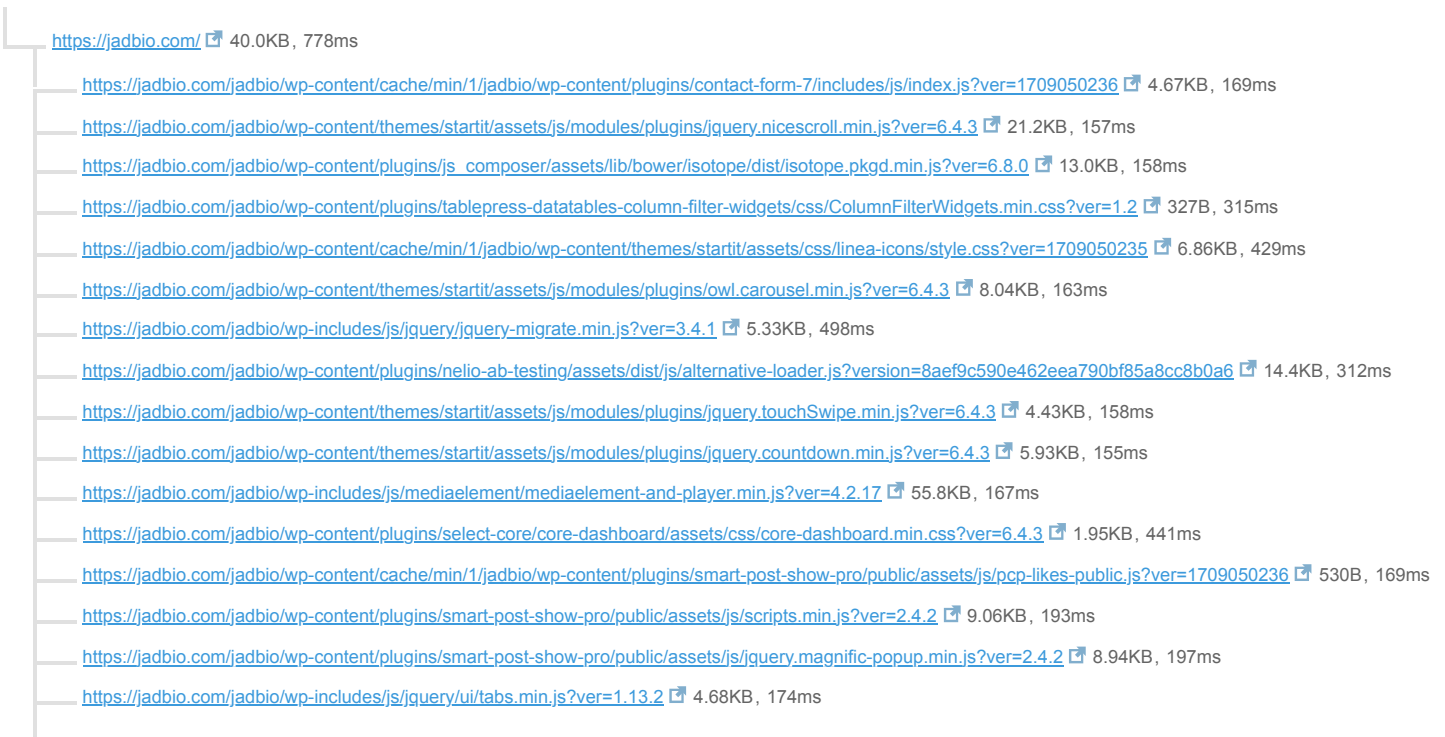 https://jadbio.com/ 40.0KB, 778ms
https://jadbio.com/jadbio/wp-content/cache/min/1/jadbio/wp-content/plugins/contact-form-7/includes/js/index.js?ver=1709050236 4.67KB, 169ms
https://jadbio.com/jadbio/wp-content/themes/startit/assets/js/modules/plugins/jquery.nicescroll.min.js?ver=6.4.3 21.2KB, 157ms
https://jadbio.com/jadbio/wp-content/plugins/js_composer/assets/lib/bower/isotope/dist/isotope.pkgd.min.js?ver=6.8.0 13.0KB, 158ms
https://jadbio.com/jadbio/wp-content/plugins/tablepress-datatables-column-filter-widgets/css/ColumnFilterWidgets.min.css?ver=1.2 327B, 315ms
https://jadbio.com/jadbio/wp-content/cache/min/1/jadbio/wp-content/themes/startit/assets/css/linea-icons/style.css?ver=1709050235 6.86KB, 429ms
https://jadbio.com/jadbio/wp-content/themes/startit/assets/js/modules/plugins/owl.carousel.min.js?ver=6.4.3 8.04KB, 163ms
https://jadbio.com/jadbio/wp-includes/js/jquery/jquery-migrate.min.js?ver=3.4.1 5.33KB, 498ms
https://jadbio.com/jadbio/wp-content/plugins/nelio-ab-testing/assets/dist/js/alternative-loader.js?version=8aef9c590e462eea790bf85a8cc8b0a6 14.4KB, 312ms
https://jadbio.com/jadbio/wp-content/themes/startit/assets/js/modules/plugins/jquery.touchSwipe.min.js?ver=6.4.3 4.43KB, 158ms
https://jadbio.com/jadbio/wp-content/themes/startit/assets/js/modules/plugins/jquery.countdown.min.js?ver=6.4.3 5.93KB, 155ms
https://jadbio.com/jadbio/wp-includes/js/mediaelement/mediaelement-and-player.min.js?ver=4.2.17 55.8KB, 167ms
https://jadbio.com/jadbio/wp-content/plugins/select-core/core-dashboard/assets/css/core-dashboard.min.css?ver=6.4.3 1.95KB, 441ms
https://jadbio.com/jadbio/wp-content/cache/min/1/jadbio/wp-content/plugins/smart-post-show-pro/public/assets/js/pcp-likes-public.js?ver=1709050236 530B, 169ms
https://jadbio.com/jadbio/wp-content/plugins/smart-post-show-pro/public/assets/js/scripts.min.js?ver=2.4.2 9.06KB, 193ms
https://jadbio.com/jadbio/wp-content/plugins/smart-post-show-pro/public/assets/js/jquery.magnific-popup.min.js?ver=2.4.2 8.94KB, 197ms
https://jadbio.com/jadbio/wp-includes/js/jquery/ui/tabs.min.js?ver=1.13.2 4.68KB, 174ms